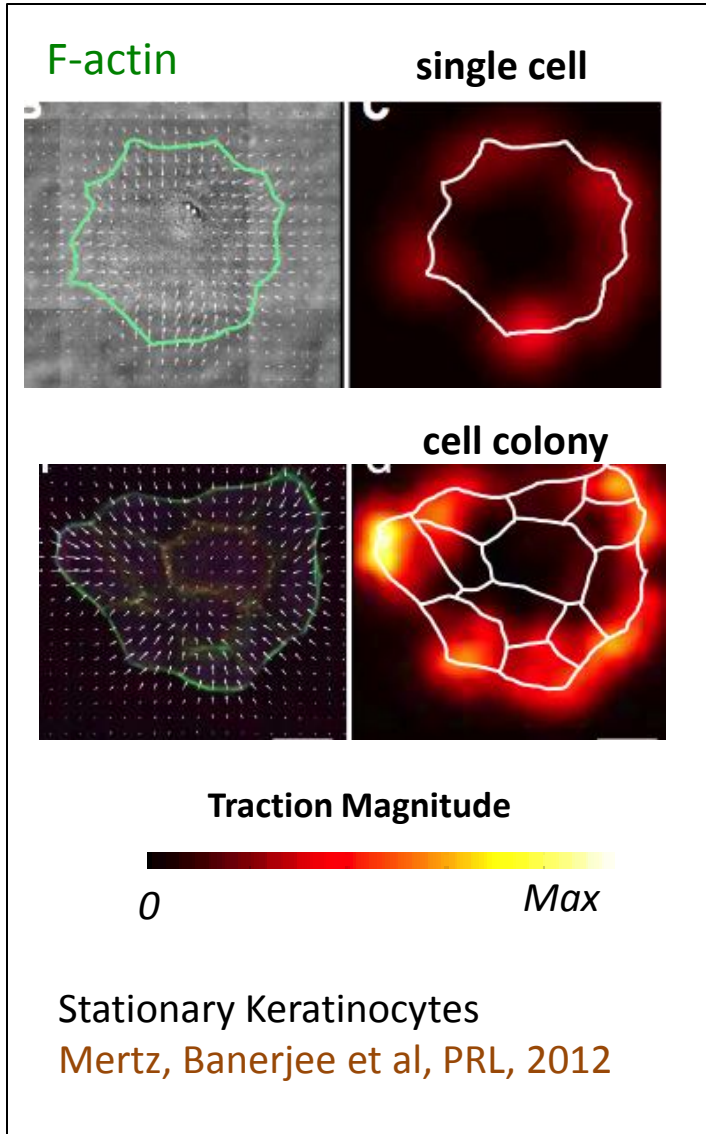 F-actin
single cell
c
cell colony
Traction Magnitude
0
Max
Stationary Keratinocytes
Mertz, Banerjee et al, PRL, 2012